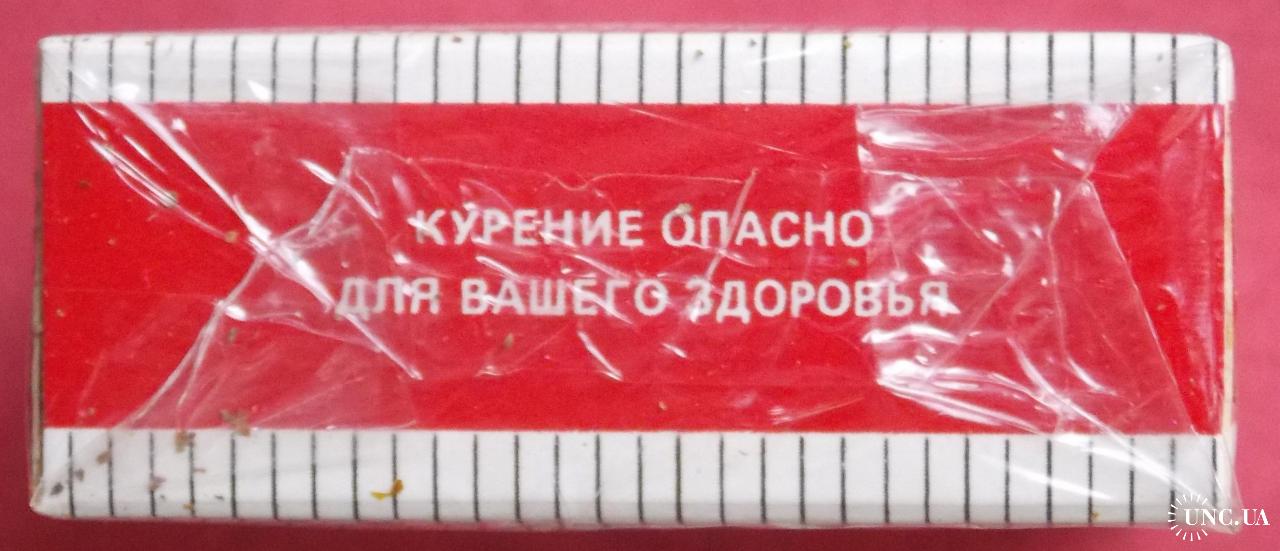 КУРЕНИЕ ОПАСНО
ДЛЯ ВАШЕГО ЗДОРОВЬЯ
UNC.UA